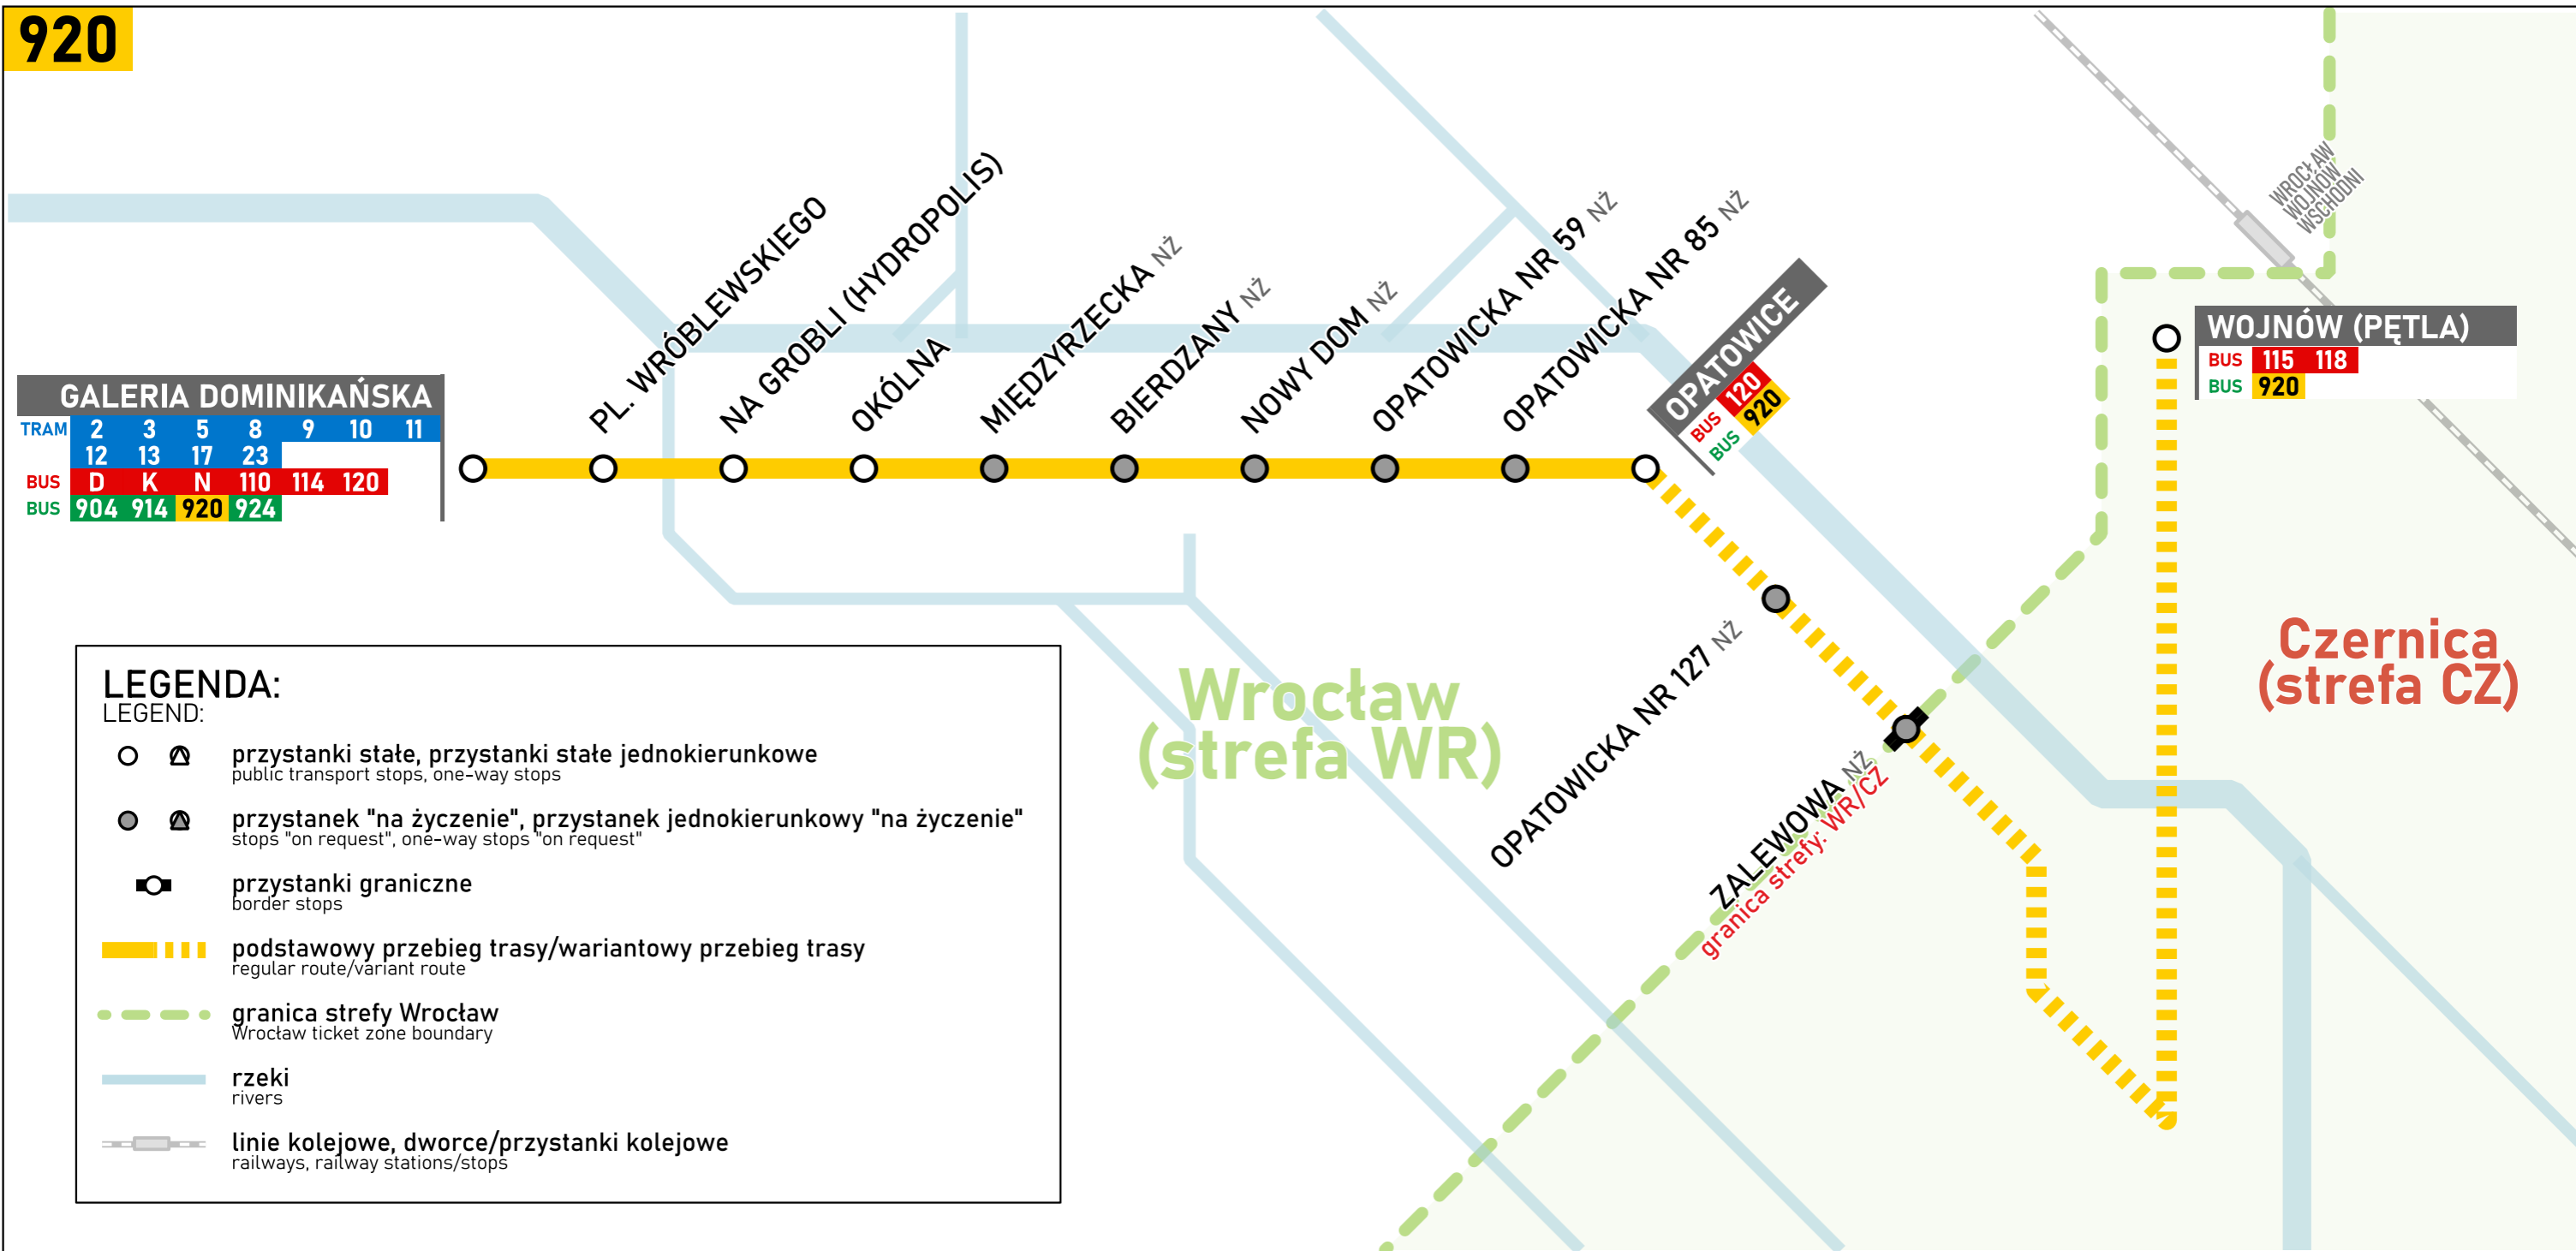 920
PL. WRÓBLEWSKIEGO
NA GROBLI (HYDROPOLIS)
OKÓLNA
MIĘDZYRZECKA NŻ
BIERDZANY NŻ
NOWY DOM NŻ
OPATOWICKA NR 59 NŻ
OPATOWICKA NR 85 NŻ
OPATOWICE
BUS 120
BUS 920
WROCŁAW
WOJNÓW
WSCHODNI
WOJNÓW (PĘTLA)
BUS 115 118
BUS 920
GALERIA DOMINIKAŃSKA
TRAM 2 3 5 8 9 10 11
12 13 17 23
BUS D K N 110 114 120
BUS 904 914 920 924
OPATOWICKA NR 127 NŻ
ZALEWOWA NŻ
granica strefy: WR/CZ
Wrocław
(strefa WR)
Czernica
(strefa CZ)
LEGENDA:
LEGEND:
przystanki stałe, przystanki stałe jednokierunkowe
public transport stops, one-way stops
przystanek "na życzenie", przystanek jednokierunkowy "na życzenie"
stops "on request", one-way stops "on request"
przystanki graniczne
border stops
podstawowy przebieg trasy/wariantowy przebieg trasy
regular route/variant route
granica strefy Wrocław
Wrocław ticket zone boundary
rzeki
rivers
linie kolejowe, dworce/przystanki kolejowe
railways, railway stations/stops